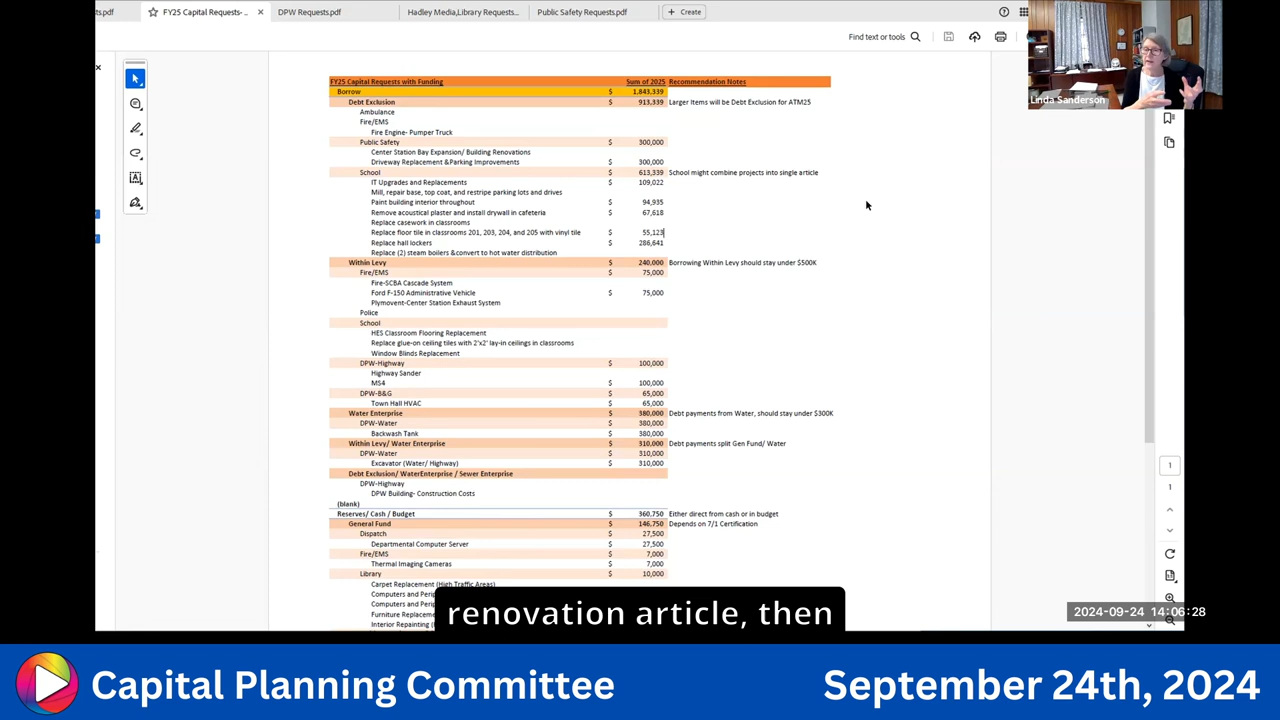 ts.pdf
FY25 Capital Requests-
DPW Requests.pdf
Hadley Media,Library Requests...
Public Safety Requests.pdf
Create
Find text or tools
Linda Sanderson
FY25 Capital Requests with Funding Sum of 2025 Recommendation Notes
Borrow $ 1,843,339
Debt Exclusion $ 913,339 Larger Items will be Debt Exclusion for ATM25
Ambulance
Fire/EMS
Fire Engine- Pumper Truck
Public Safety $ 300,000
Center Station Bay Expansion/ Building Renovations
Driveway Replacement &Parking Improvements $ 300,000
School $ 613,339 School might combine projects into single article
IT Upgrades and Replacements $ 109,022
Mill, repair base, top coat, and restripe parking lots and drives
Paint building interior throughout $ 94,935
Remove acoustical plaster and install drywall in cafeteria $ 67,618
Replace casework in classrooms
Replace floor tile in classrooms 201, 203, 204, and 205 with vinyl tile $ 55,123
Replace hall lockers $ 286,641
Replace (2) steam boilers &convert to hot water distribution
Within Levy $ 240,000 Borrowing Within Levy should stay under $500K
Fire/EMS $ 75,000
Fire-SCBA Cascade System
Ford F-150 Administrative Vehicle $ 75,000
Plymovent-Center Station Exhaust System
Police
School
HES Classroom Flooring Replacement
Replace glue-on ceiling tiles with 2'x2' lay-in ceilings in classrooms
Window Blinds Replacement
DPW-Highway $ 100,000
Highway Sander
MS4 $ 100,000
DPW-B&G $ 65,000
Town Hall HVAC $ 65,000
Water Enterprise $ 380,000 Debt payments from Water, should stay under $300K
DPW-Water $ 380,000
Backwash Tank $ 380,000
Within Levy/ Water Enterprise $ 310,000 Debt payments split Gen Fund/ Water
DPW-Water $ 310,000
Excavator (Water/ Highway) $ 310,000
Debt Exclusion/ WaterEnterprise / Sewer Enterprise
DPW-Highway
DPW Building- Construction Costs
(blank)
Reserves/ Cash / Budget $ 360,750 Either direct from cash or in budget
General Fund $ 146,750 Depends on 7/1 Certification
Dispatch $ 27,500
Departmental Computer Server $ 27,500
Fire/EMS $ 7,000
Thermal Imaging Cameras $ 7,000
Library $ 10,000
Carpet Replacement (High Traffic Areas)
Computers and
Computers and
Furniture
Interior Repainting
1
1
renovation article, then
2024-09-24 14:06:28
Capital Planning Committee
September 24th, 2024